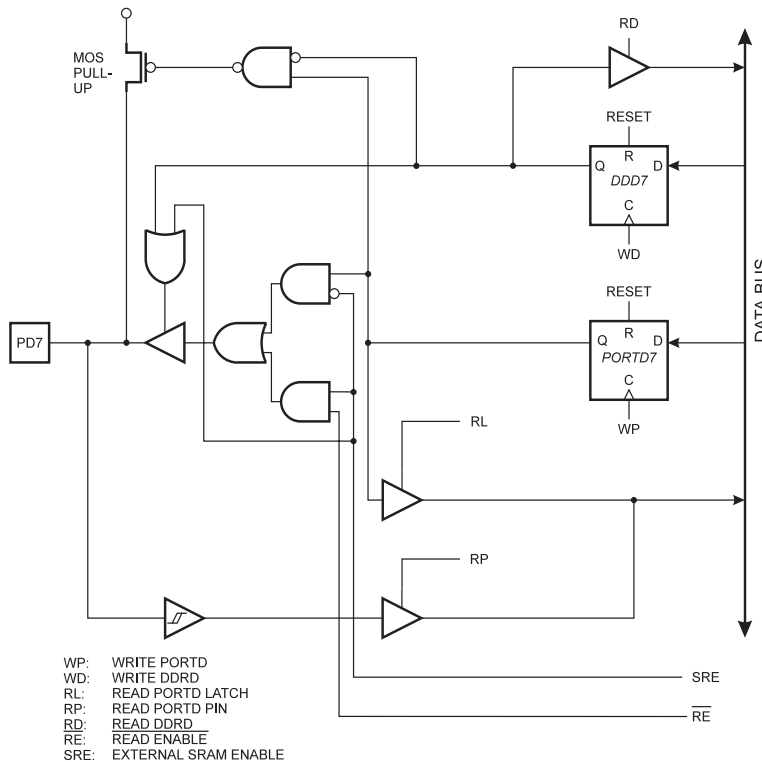 RD
MOS
PULL-
UP
RESET
R
Q
D
DDD7
C
WD
DATA BUS
RESET
R
Q
D
PD7
PORTD7
C
WP
RL
RP
WP: WRITE PORTD
WD: WRITE DDRD
RL: READ PORTD LATCH
RP: READ PORTD PIN
RD: READ DDRD
RE: READ ENABLE
SRE: EXTERNAL SRAM ENABLE
SRE
RE